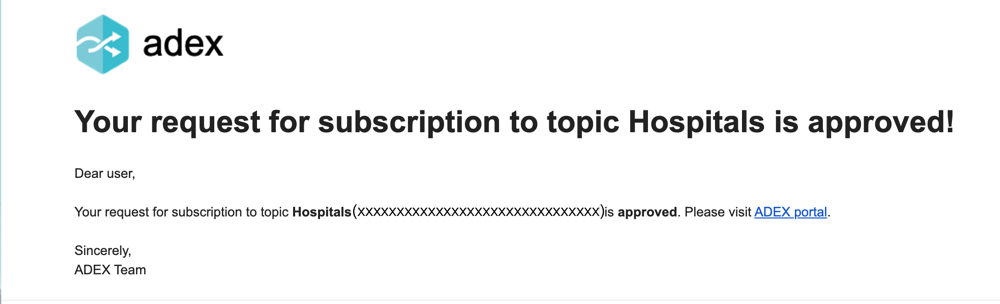 adex
Your request for subscription to topic Hospitals is approved!
Dear user,
Your request for subscription to topic Hospitals(xxxxxxxxxxxxxxxxxxxxxxxxxxxxxxx)is approved. Please visit ADEX portal.
Sincerely,
ADEX Team